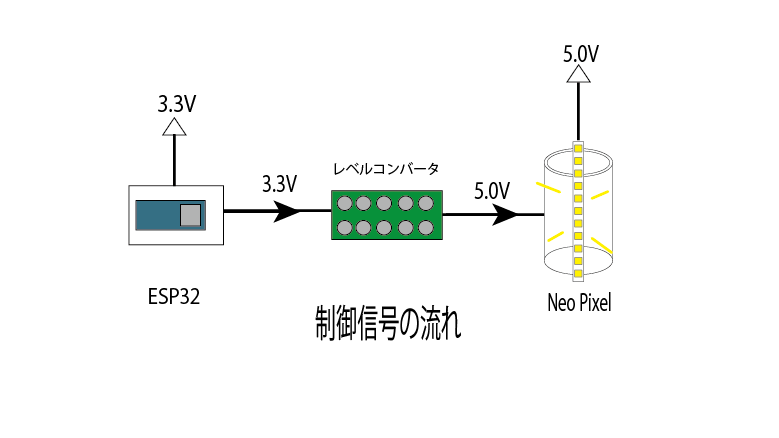 5.0V
3.3V
レベルコンバータ
3.3V
5.0V
ESP32
Neo Pixel
制御信号の流れ